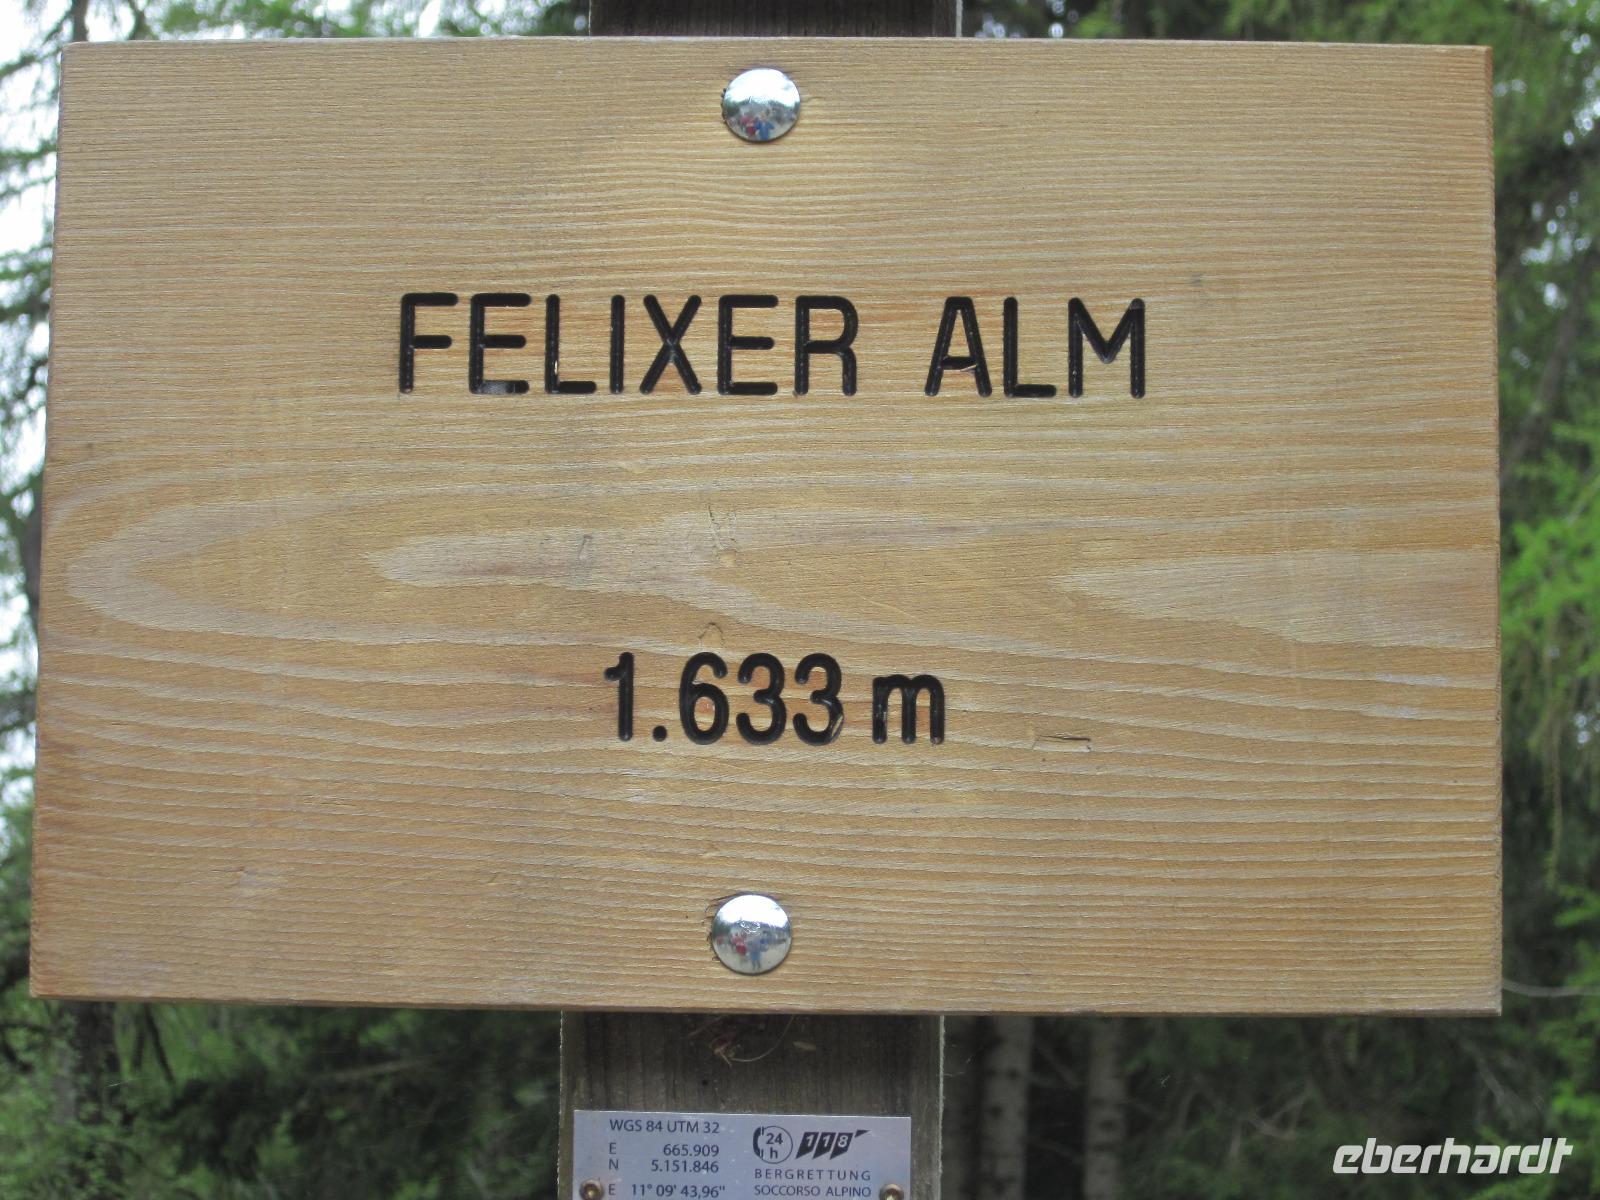 FELIXER ALM
1.633 m
WGS 84 UTM 32
E 665.909
N 5.151.846
E 11° 09' 43,96"
24 h 118
BERGRETTUNG
SOCCORSO ALPINO
eberhardt